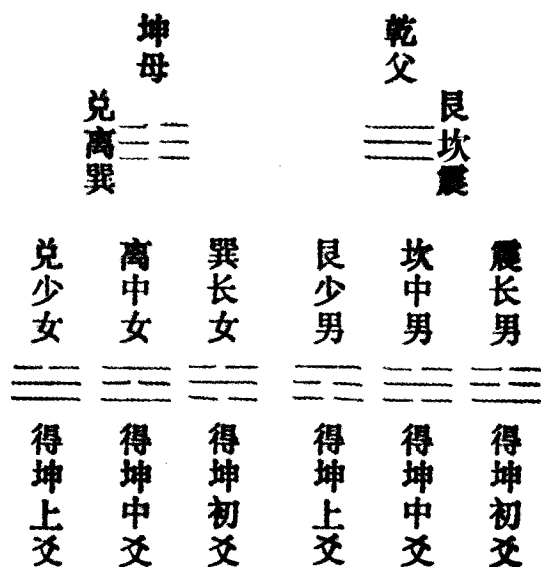 乾父
艮坎震
坤母
兑离巽
震长男
坎中男
艮少男
巽长女
离中女
兑少女
得坤初爻
得坤中爻
得坤上爻
得坤初爻
得坤中爻
得坤上爻